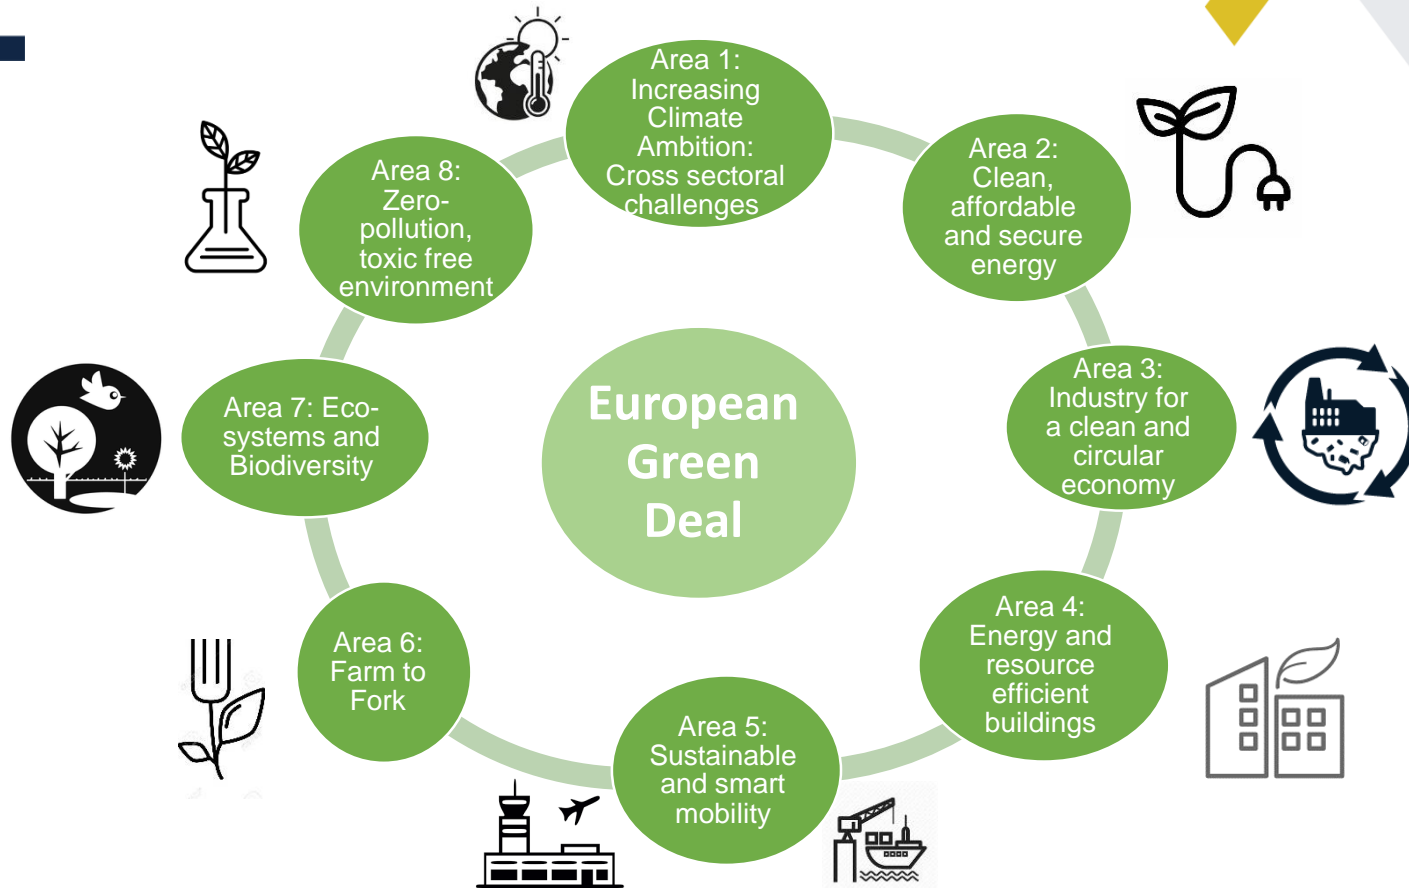 Area 1:
Increasing
Climate
Ambition:
Cross sectoral
challenges
Area 2:
Clean,
affordable
and secure
energy
Area 3:
Industry for
a clean and
circular
economy
Area 4:
Energy and
resource
efficient
buildings
Area 5:
Sustainable
and smart
mobility
Area 6:
Farm to
Fork
Area 7: Eco-
systems and
Biodiversity
Area 8:
Zero-
pollution,
toxic free
environment
European
Green
Deal